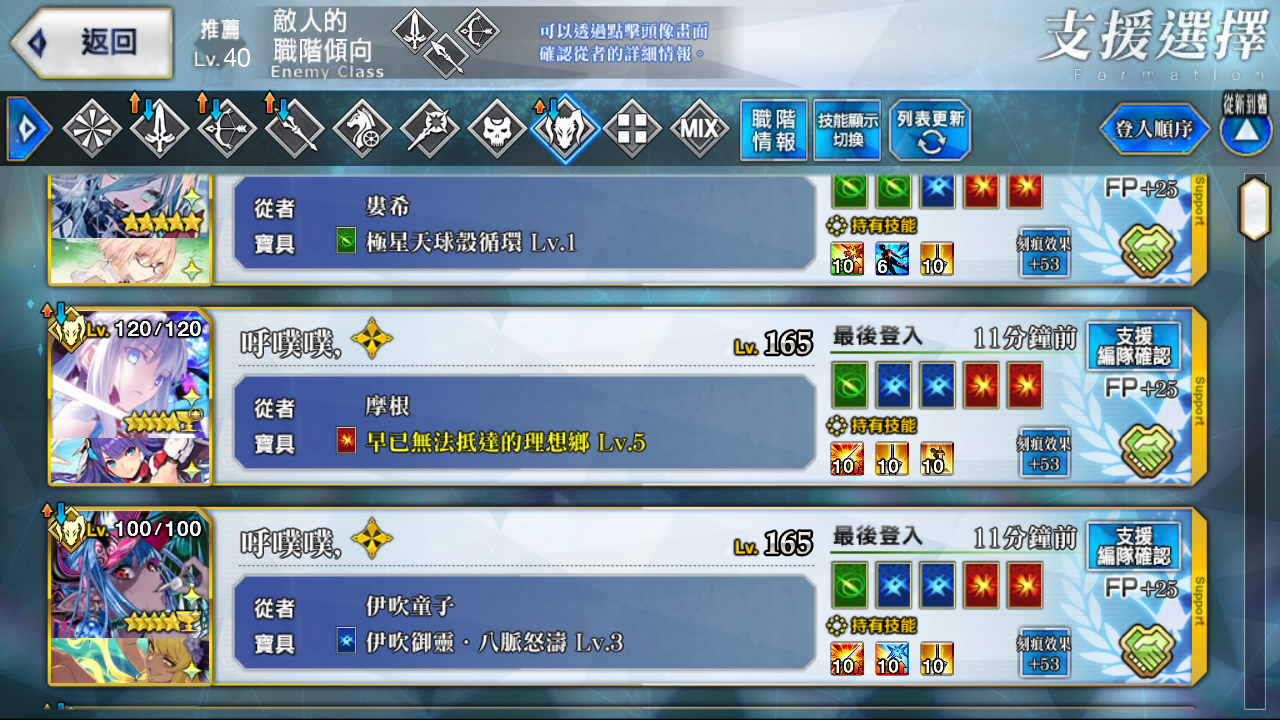 返回
推薦
Lv.40
敵人的
職階傾向
Enemy Class
可以透過點擊頭像畫面
確認從者的詳細情報。
支援選擇
Formation
MIX
職階
情報
技能顯示
切換
列表更新
登入順序
從新到舊
從者 婁希
寶具 極星天球殼循環 Lv.1
持有技能
10 6 10
刻痕效果
+53
FP+25
Support
Lv. 120/120
呼噗噗,
Lv. 165
最後登入 11分鐘前
支援
編隊確認
從者 摩根
寶具 早已無法抵達的理想鄉 Lv.5
持有技能
10 10 10
刻痕效果
+53
FP+25
Support
Lv. 100/100
呼噗噗,
Lv. 165
最後登入 11分鐘前
支援
編隊確認
從者 伊吹童子
寶具 伊吹御靈．八脈怒濤 Lv.3
持有技能
10 10 10
刻痕效果
+53
FP+25
Support